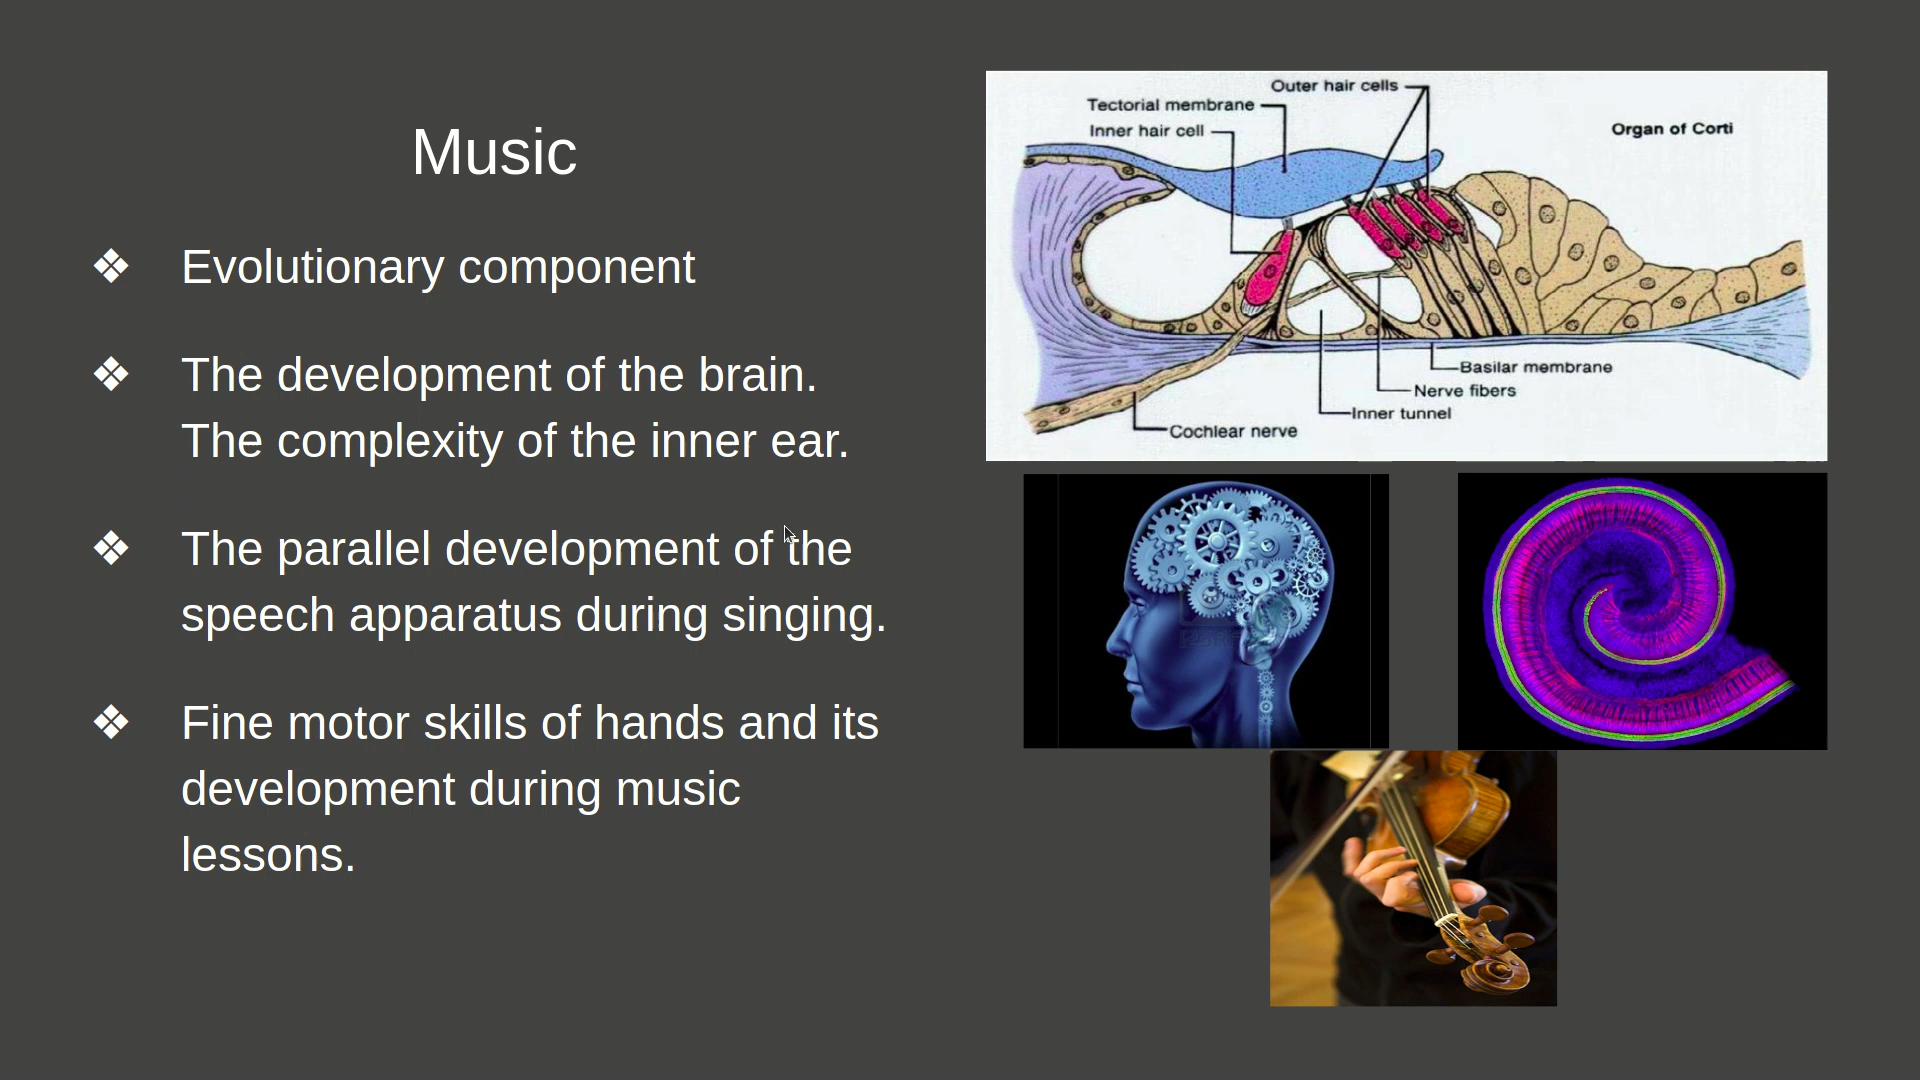 Music
❖ Evolutionary component
❖ The development of the brain.
The complexity of the inner ear.
❖ The parallel development of the
speech apparatus during singing.
❖ Fine motor skills of hands and its
development during music
lessons.
Outer hair cells
Tectorial membrane
Inner hair cell
Organ of Corti
Basilar membrane
Nerve fibers
Inner tunnel
Cochlear nerve